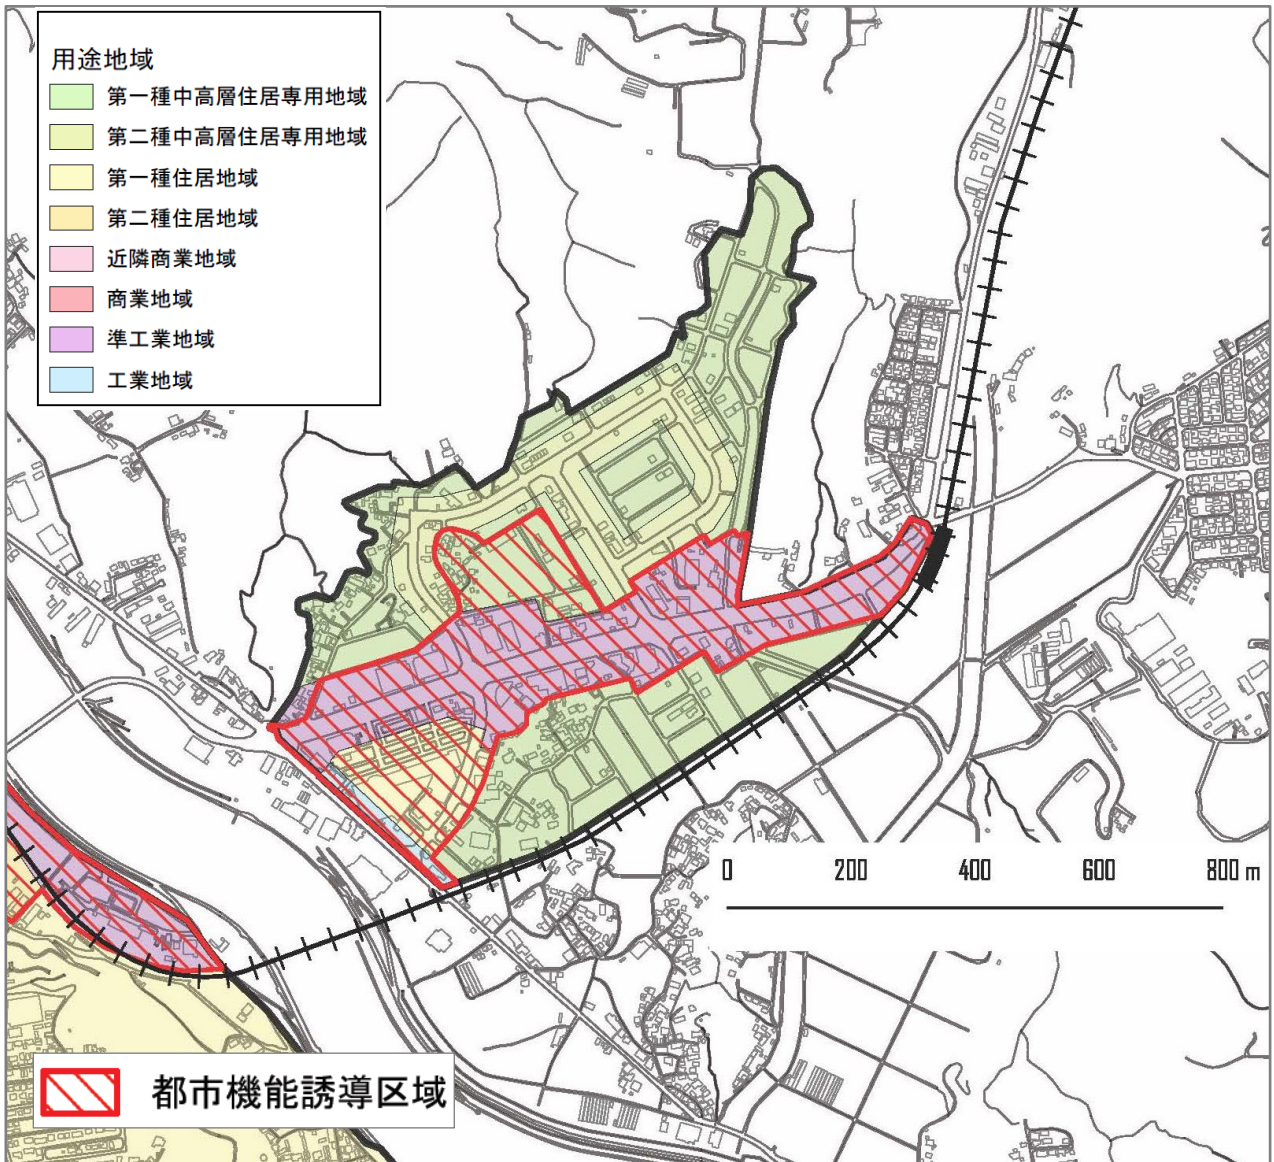 用途地域
第一種中高層住居専用地域
第二種中高層住居専用地域
第一種住居地域
第二種住居地域
近隣商業地域
商業地域
準工業地域
工業地域
0 200 400 600 800 m
都市機能誘導区域